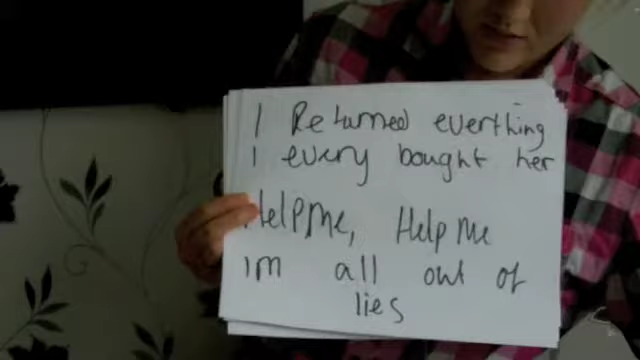 I Returned everthing
I every bought her
Help Me, Help Me
im all out of
lies